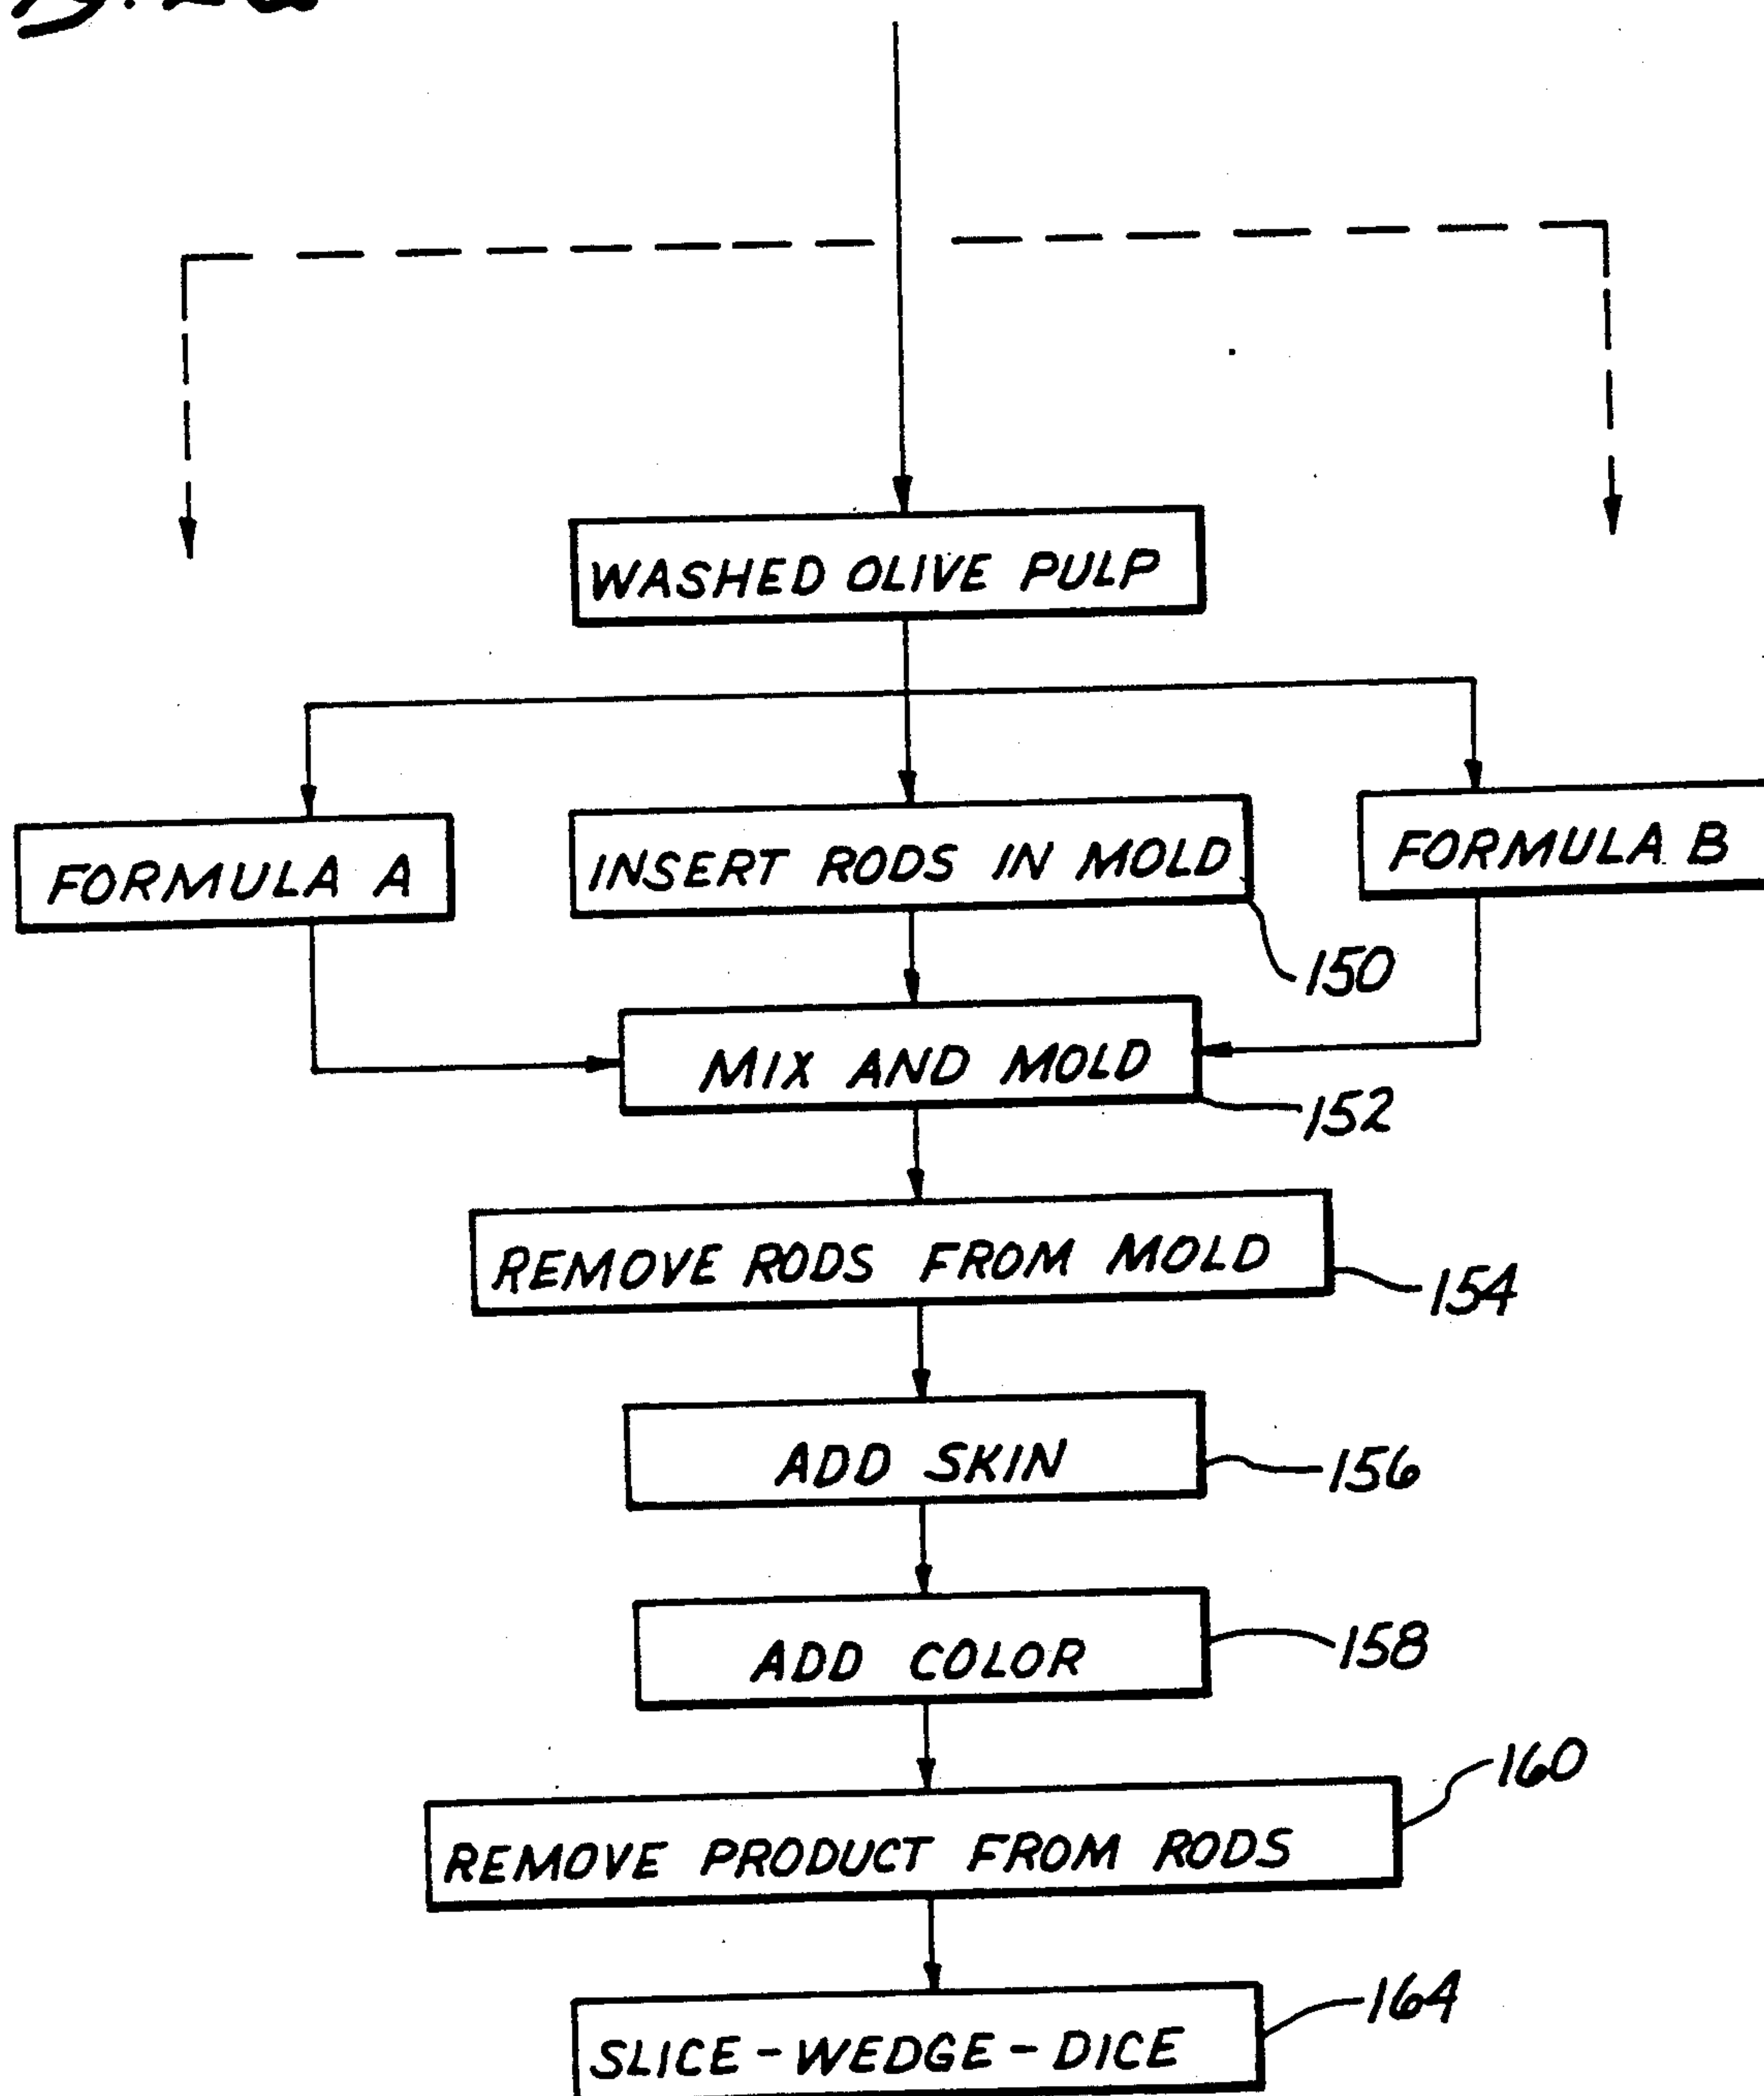 WASHED OLIVE PULP
FORMULA A
INSERT RODS IN MOLD
FORMULA B
150
MIX AND MOLD
152
REMOVE RODS FROM MOLD
154
ADD SKIN
156
ADD COLOR
158
160
REMOVE PRODUCT FROM RODS
164
SLICE-WEDGE-DICE